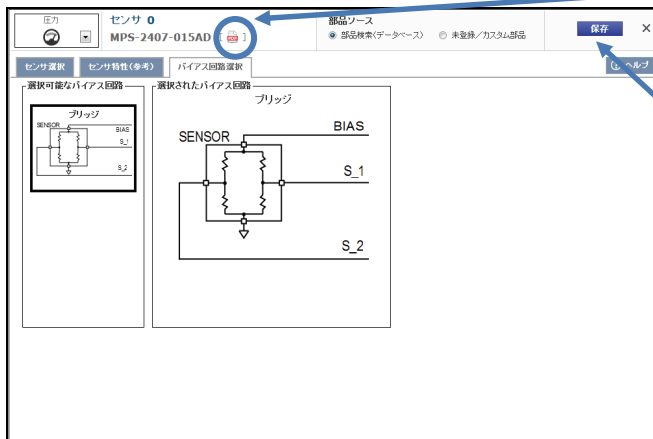 圧力
センサ 0
MPS-2407-015AD [ PDF ]
部品ソース
部品検索(データベース) 未登録/カスタム部品
保存 ×
センサ選択 センサ特性(参考) バイアス回路選択
ヘルプ
選択可能なバイアス回路
ブリッジ
SENSOR
BIAS
S_1
S_2
選択されたバイアス回路
ブリッジ
SENSOR
BIAS
S_1
S_2